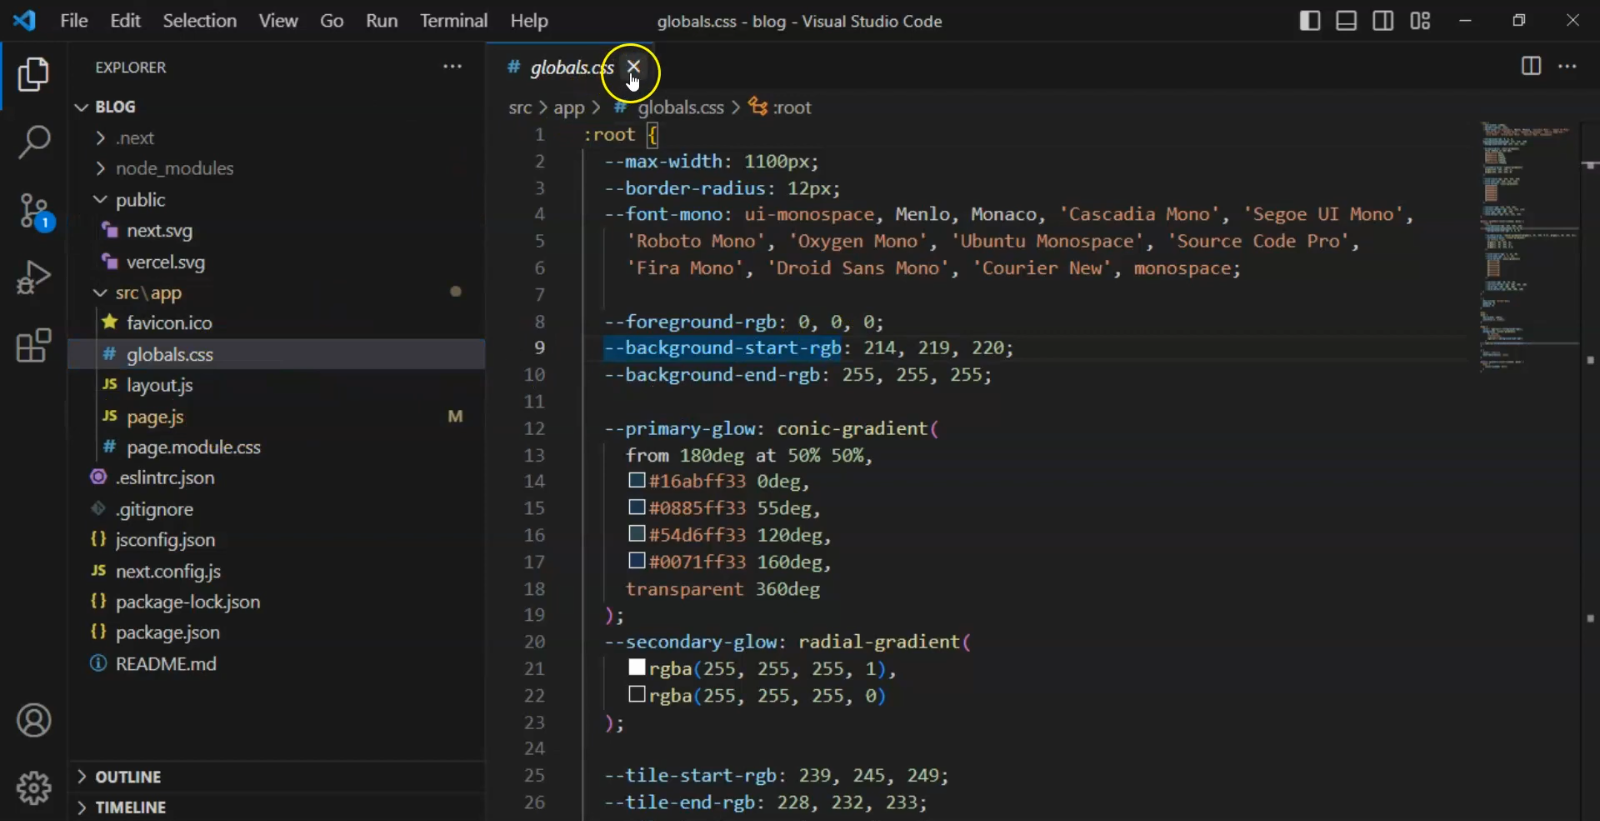 File Edit Selection View Go Run Terminal Help
globals.css - blog - Visual Studio Code
EXPLORER
BLOG
.next
node_modules
public
next.svg
vercel.svg
src\app
favicon.ico
# globals.css
JS layout.js
JS page.js M
# page.module.css
.eslintrc.json
.gitignore
{} jsconfig.json
JS next.config.js
{} package-lock.json
{} package.json
README.md
OUTLINE
TIMELINE
1
# globals.css
src > app > # globals.css > :root
1 :root {
2 --max-width: 1100px;
3 --border-radius: 12px;
4 --font-mono: ui-monospace, Menlo, Monaco, 'Cascadia Mono', 'Segoe UI Mono',
5 'Roboto Mono', 'Oxygen Mono', 'Ubuntu Monospace', 'Source Code Pro',
6 'Fira Mono', 'Droid Sans Mono', 'Courier New', monospace;
7
8 --foreground-rgb: 0, 0, 0;
9 --background-start-rgb: 214, 219, 220;
10 --background-end-rgb: 255, 255, 255;
11
12 --primary-glow: conic-gradient(
13 from 180deg at 50% 50%,
14 #16abff33 0deg,
15 #0885ff33 55deg,
16 #54d6ff33 120deg,
17 #0071ff33 160deg,
18 transparent 360deg
19 );
20 --secondary-glow: radial-gradient(
21 rgba(255, 255, 255, 1),
22 rgba(255, 255, 255, 0)
23 );
24
25 --tile-start-rgb: 239, 245, 249;
26 --tile-end-rgb: 228, 232, 233;